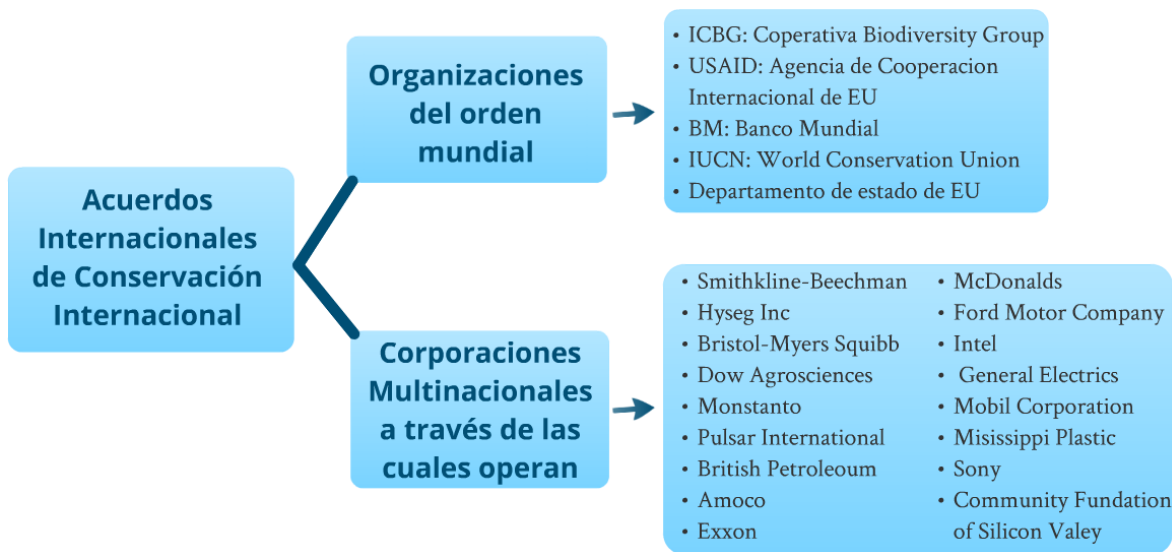 Acuerdos
Internacionales
de Conservación
Internacional
Organizaciones
del orden
mundial
• ICBG: Coperativa Biodiversity Group
• USAID: Agencia de Cooperacion
Internacional de EU
• BM: Banco Mundial
• IUCN: World Conservation Union
• Departamento de estado de EU
Corporaciones
Multinacionales
a través de las
cuales operan
• Smithkline-Beechman
• Hyseg Inc
• Bristol-Myers Squibb
• Dow Agrosciences
• Monstanto
• Pulsar International
• British Petroleoum
• Amoco
• Exxon
• McDonalds
• Ford Motor Company
• Intel
• General Electrics
• Mobil Corporation
• Misissippi Plastic
• Sony
• Community Fundation
of Silicon Valey